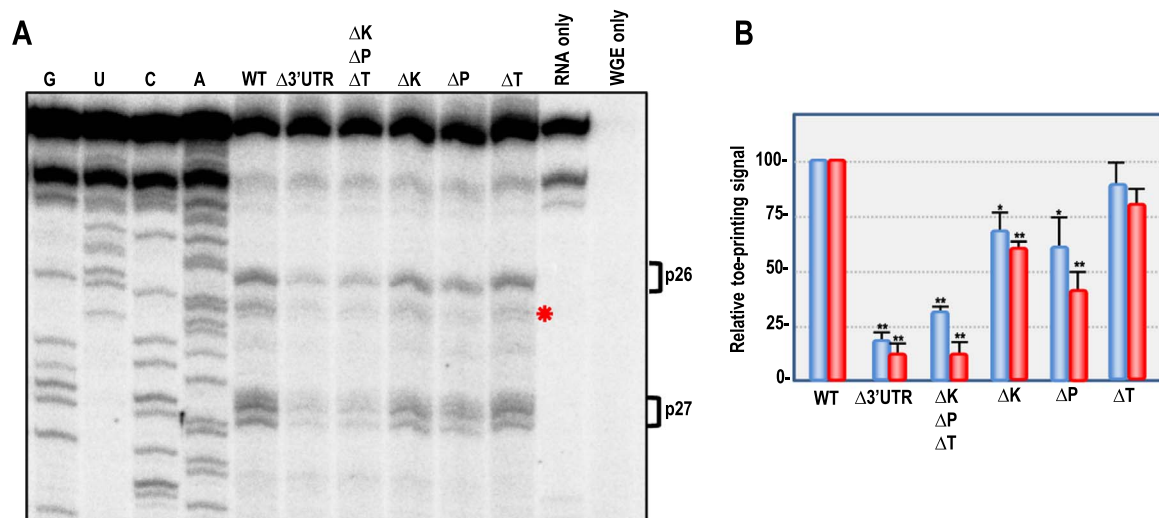 A
G U C A WT Δ3'UTR
ΔK
ΔP
ΔT
ΔK ΔP ΔT RNA only WGE only
p26
*
p27
B
Relative toe-printing signal
100-
75-
50-
25-
0-
** **
** **
* **
* **
WT Δ3'UTR
ΔK
ΔP
ΔT
ΔK ΔP ΔT